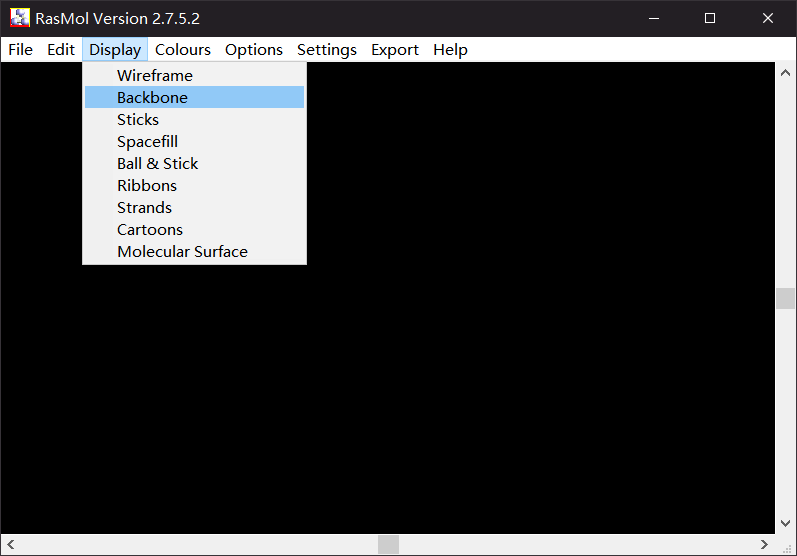 RasMol Version 2.7.5.2
File Edit Display Colours Options Settings Export Help
Wireframe
Backbone
Sticks
Spacefill
Ball & Stick
Ribbons
Strands
Cartoons
Molecular Surface